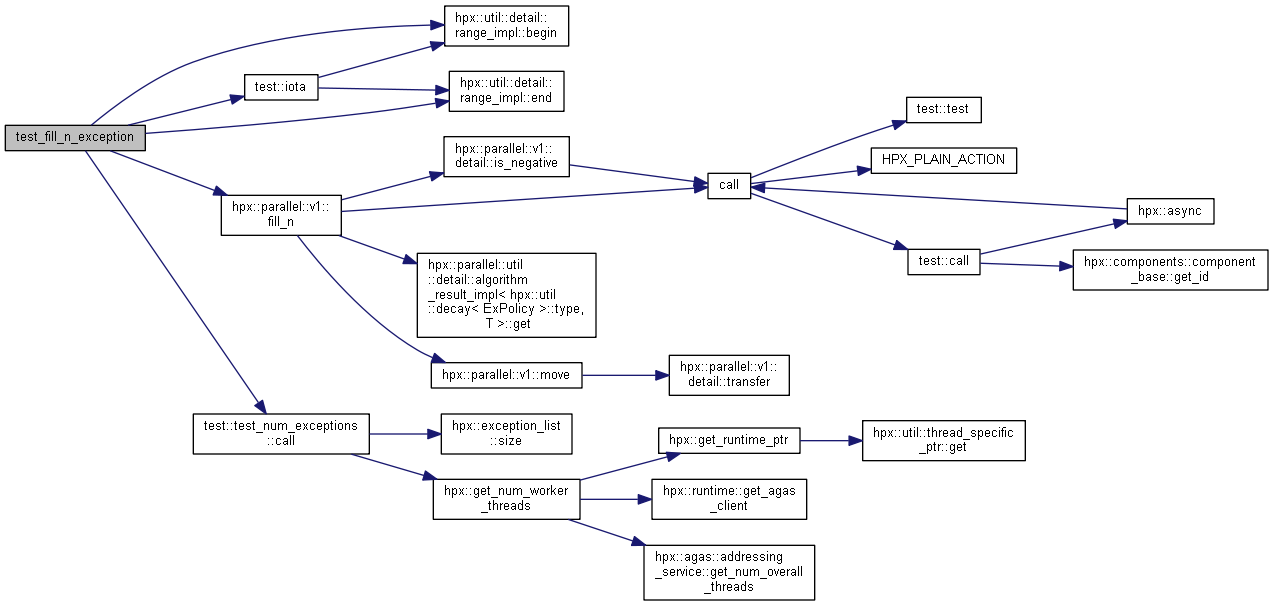 hpx::util::detail::
range_impl::begin
test::iota
hpx::util::detail::
range_impl::end
test_fill_n_exception
test::test
hpx::parallel::v1::
detail::is_negative
HPX_PLAIN_ACTION
call
hpx::parallel::v1::
fill_n
hpx::async
test::call
hpx::components::component
_base::get_id
hpx::parallel::util
::detail::algorithm
_result_impl< hpx::util
::decay< ExPolicy >::type,
T >::get
hpx::parallel::v1::move
hpx::parallel::v1::
detail::transfer
test::test_num_exceptions
::call
hpx::exception_list
::size
hpx::get_runtime_ptr
hpx::util::thread_specific
_ptr::get
hpx::get_num_worker
_threads
hpx::runtime::get_agas
_client
hpx::agas::addressing
_service::get_num_overall
_threads